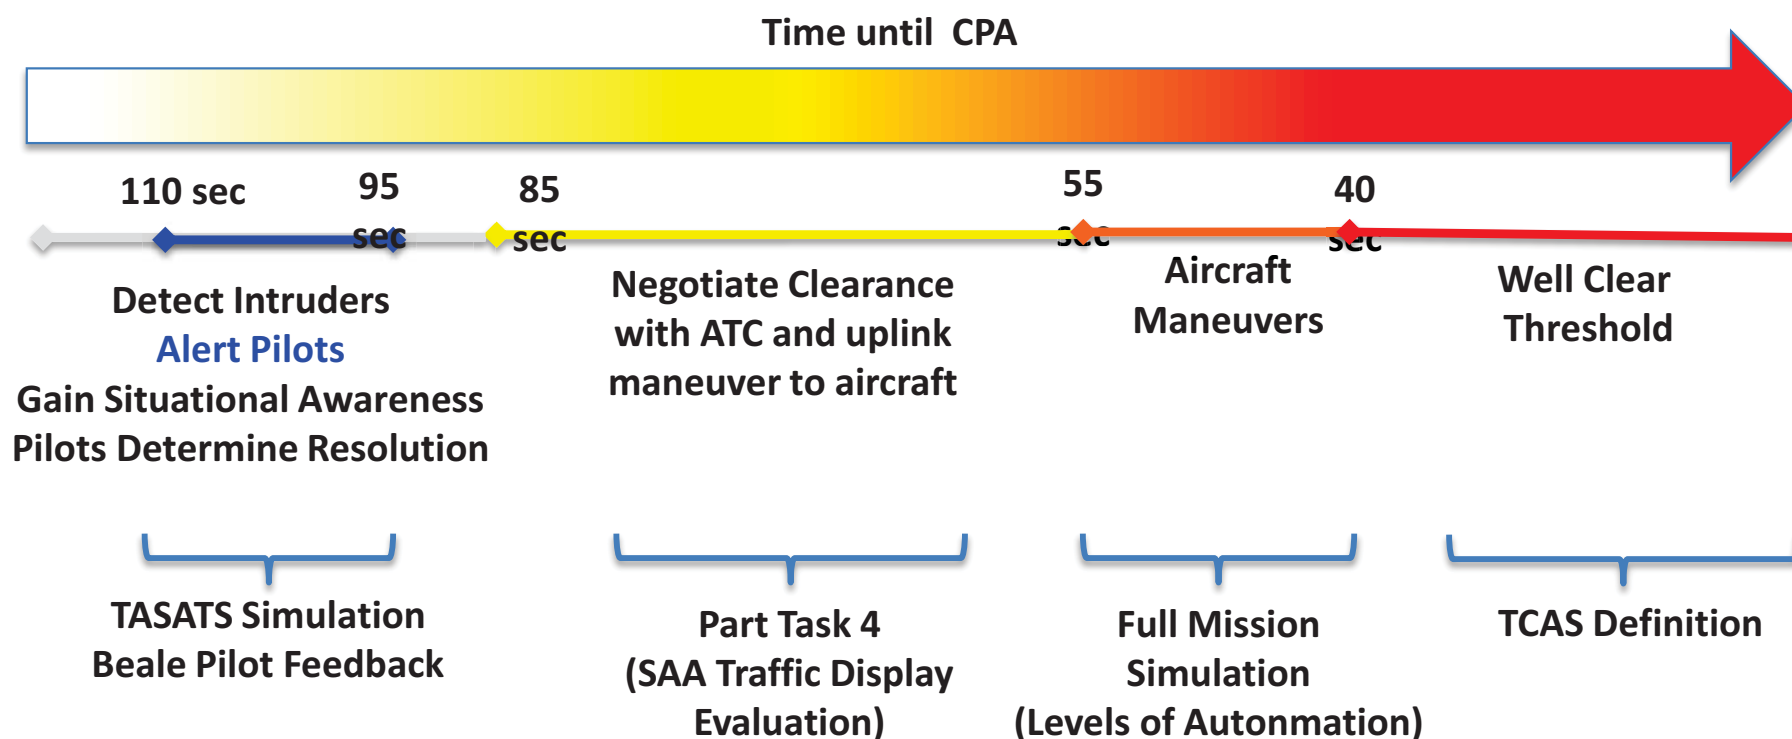 Time until CPA
110 sec
95
sec
85
sec
55
sec
40
sec
Detect Intruders
Alert Pilots
Gain Situational Awareness
Pilots Determine Resolution
Negotiate Clearance
with ATC and uplink
maneuver to aircraft
Aircraft
Maneuvers
Well Clear
Threshold
TASATS Simulation
Beale Pilot Feedback
Part Task 4
(SAA Traffic Display
Evaluation)
Full Mission
Simulation
(Levels of Autonmation)
TCAS Definition